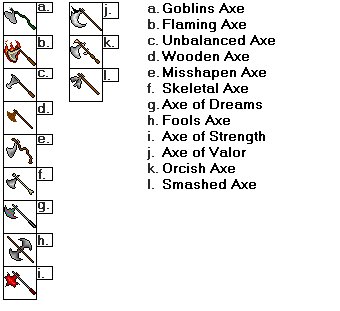 a.
b.
c.
d.
e.
f.
g.
h.
i.
j.
k.
l.
a. Goblins Axe
b. Flaming Axe
c. Unbalanced Axe
d. Wooden Axe
e. Misshapen Axe
f. Skeletal Axe
g. Axe of Dreams
h. Fools Axe
i. Axe of Strength
j. Axe of Valor
k. Orcish Axe
l. Smashed Axe